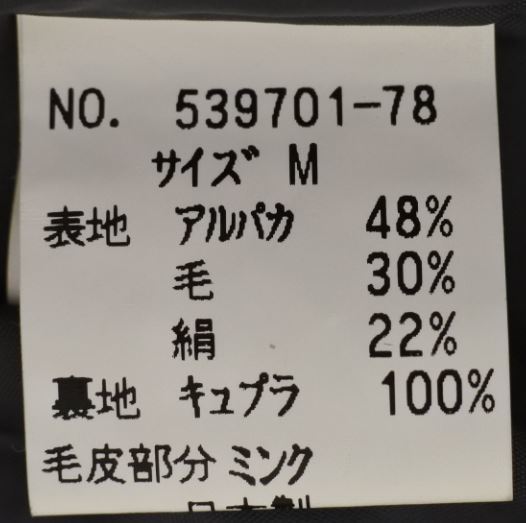 NO. 539701-78
サイズ M
表地 アルパカ 48%
毛 30%
絹 22%
裏地 キュプラ 100%
毛皮部分 ミンク